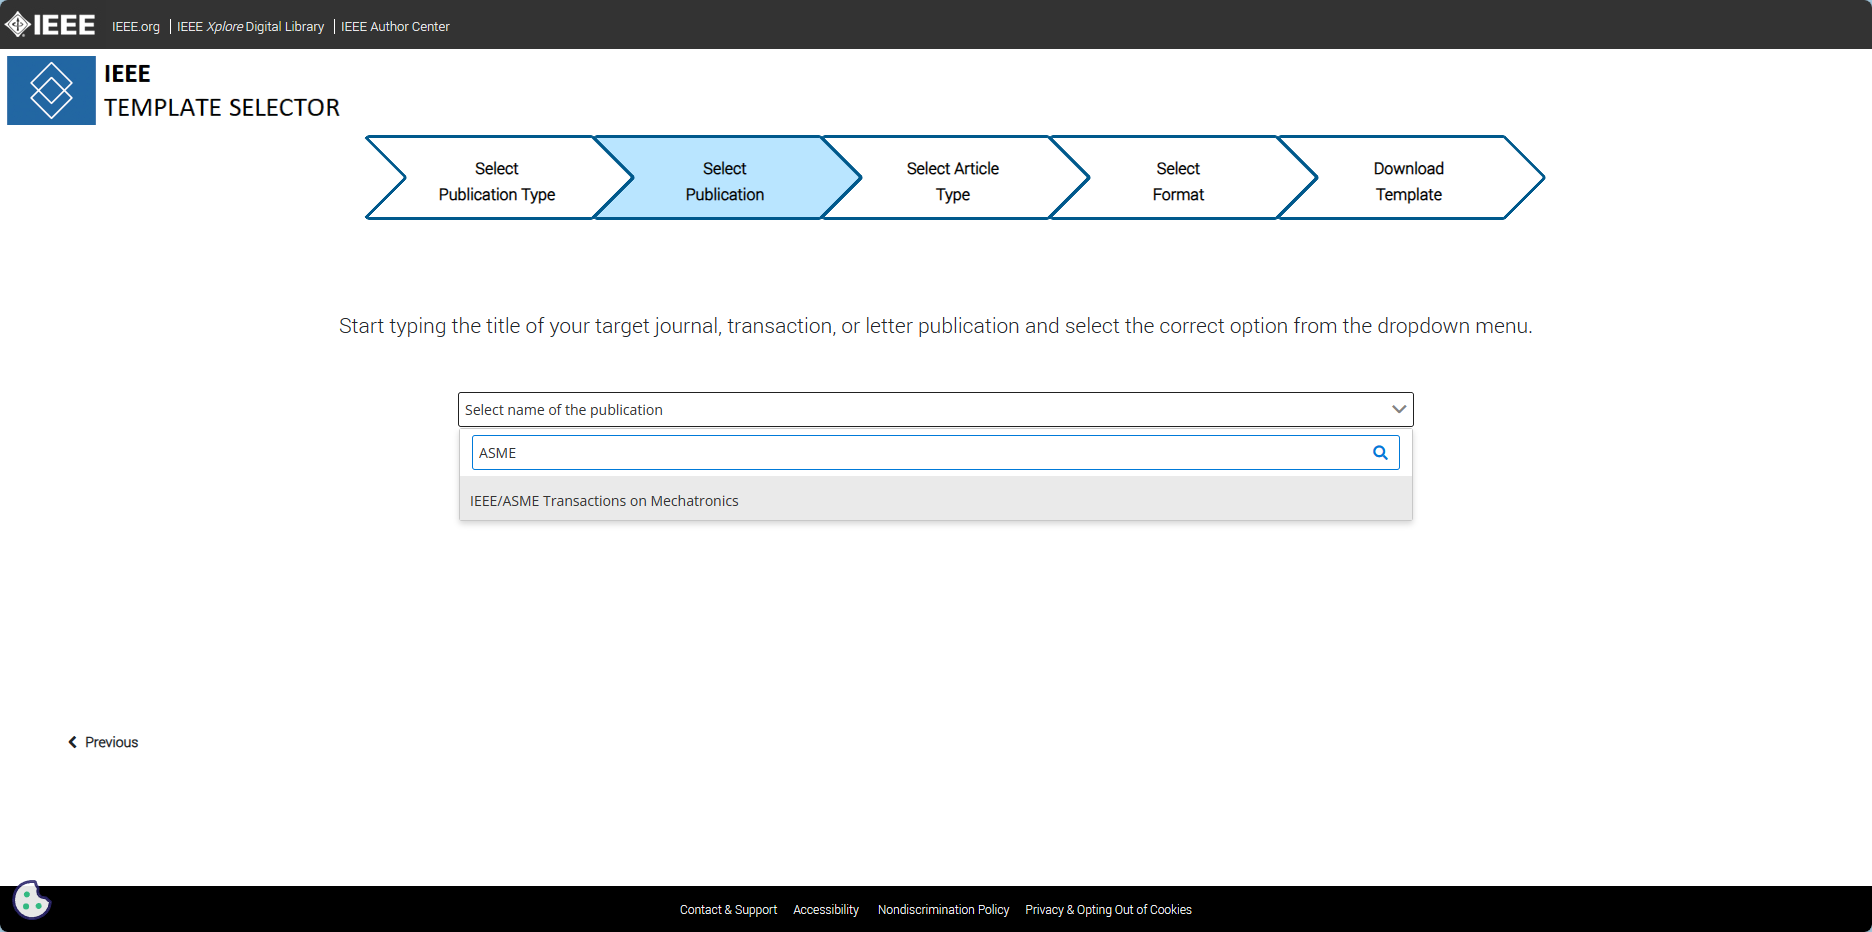 IEEE
IEEE.org
IEEE Xplore Digital Library
IEEE Author Center
IEEE
TEMPLATE SELECTOR
Select
Publication Type
Select
Publication
Select Article
Type
Select
Format
Download
Template
Start typing the title of your target journal, transaction, or letter publication and select the correct option from the dropdown menu.
Select name of the publication
ASME
IEEE/ASME Transactions on Mechatronics
Previous
Contact & Support
Accessibility
Nondiscrimination Policy
Privacy & Opting Out of Cookies